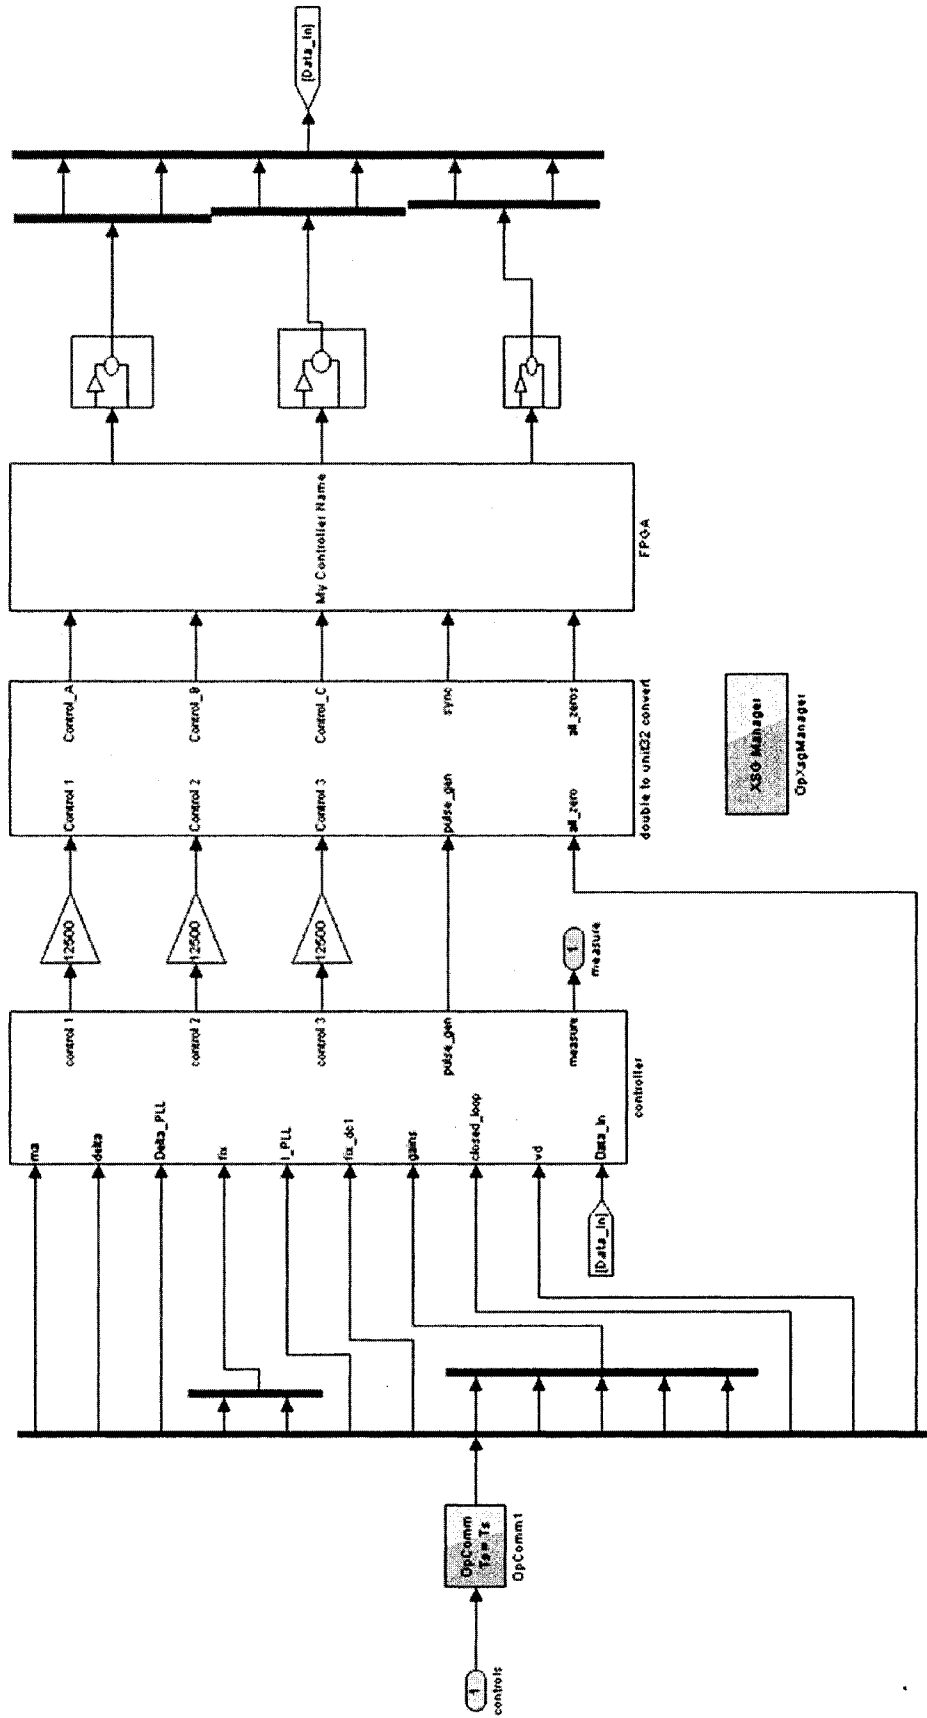 1
controls
OpComm
Ts = Ts
OpComm1
ma
delta
Delta_PLL
fix
I_PLL
fix_dc1
gains
closed_loop
vd
Data_In
[Data_In]
control 1
control 2
control 3
pulse_gen
measure
controller
12500
12500
12500
1
measure
Control 1
Control 2
Control 3
pulse_gen
all_zero
Control_A
Control_B
Control_C
sync
all_zeros
double to unit32 convert
My Controller Name
FPGA
XSG Manager
OpXsgManager
[Data_In]